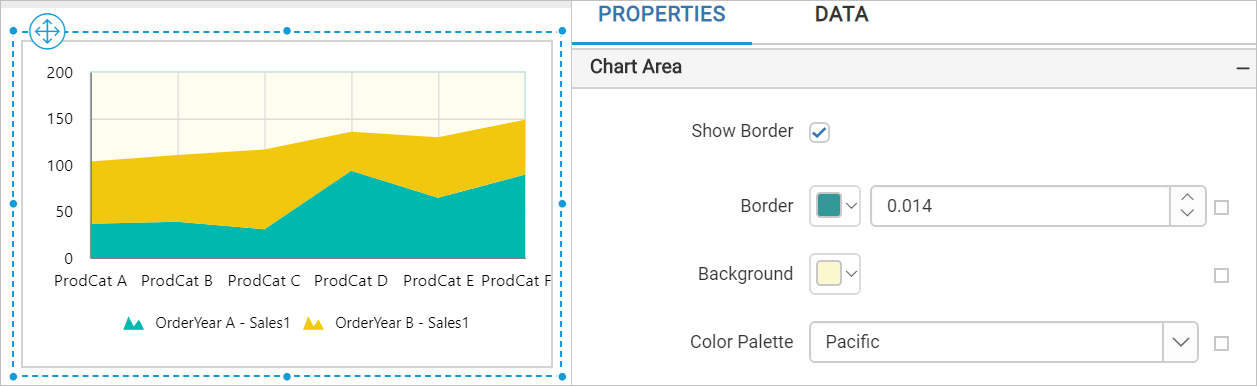 PROPERTIES DATA
Chart Area
Show Border
Border 0.014
Background
Color Palette Pacific
200
150
100
50
0
ProdCat A ProdCat B ProdCat C ProdCat D ProdCat E ProdCat F
OrderYear A - Sales1 OrderYear B - Sales1